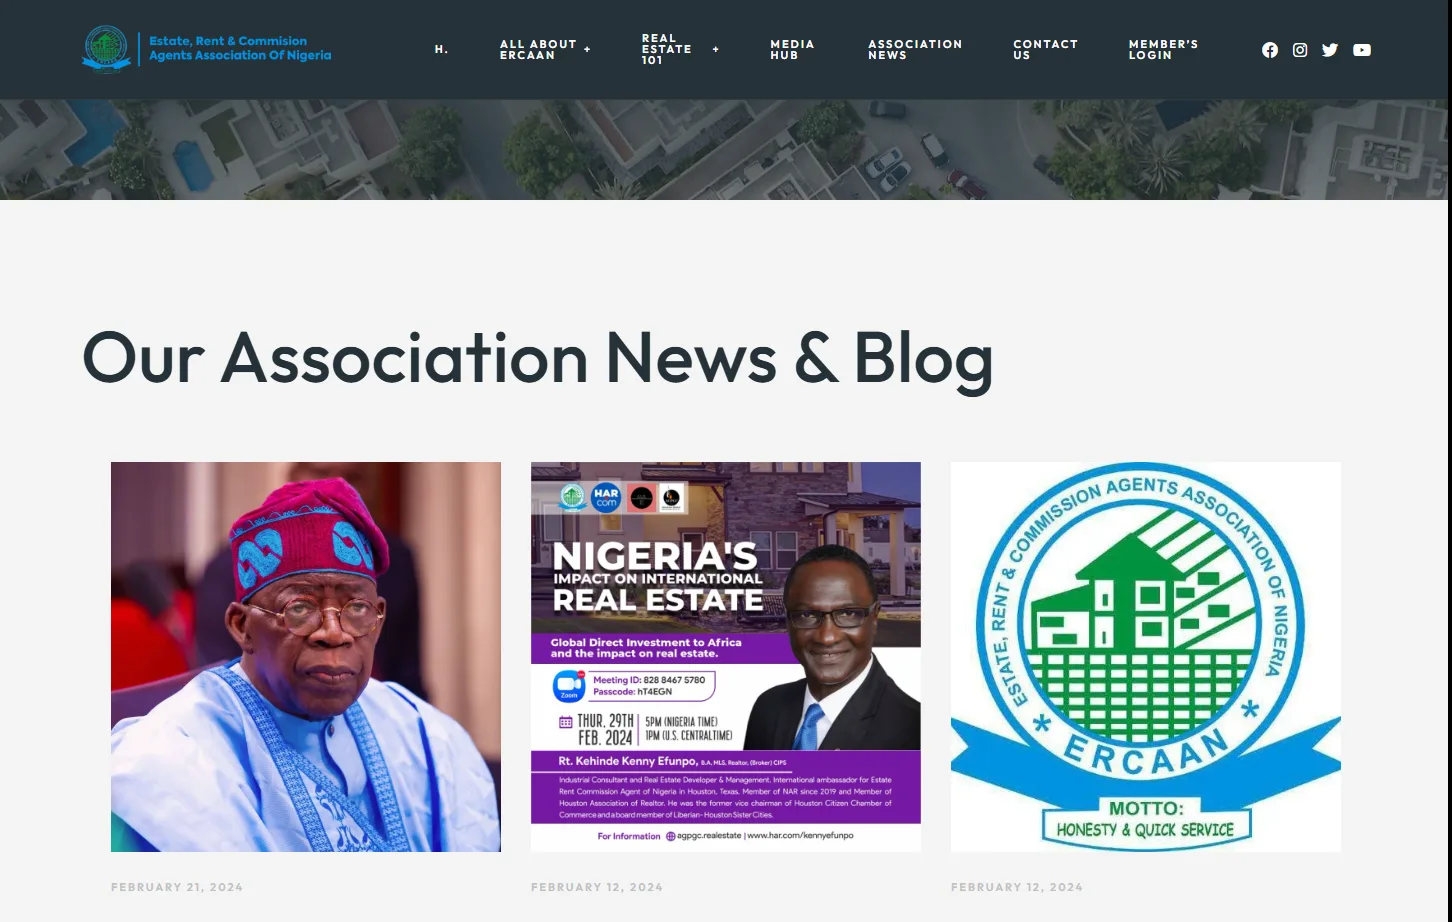 Estate, Rent & Commision
Agents Association Of Nigeria
H.
ALL ABOUT
ERCAAN +
REAL
ESTATE
101 +
MEDIA
HUB
ASSOCIATION
NEWS
CONTACT
US
MEMBER'S
LOGIN
Our Association News & Blog
HAR
com
NIGERIA'S
IMPACT ON INTERNATIONAL
REAL ESTATE
Global Direct Investment to Africa
and the impact on real estate.
Zoom
Meeting ID: 828 8467 5780
Passcode: hT4EGN
THUR. 29TH
FEB. 2024
5PM (NIGERIA TIME)
1PM (U.S. CENTRALTIME)
Rt. Kehinde Kenny Efunpo, B.A, MLS, Realtor, (Broker) CIPS
Industrial Consultant and Real Estate Developer & Management. International ambassador for Estate
Rent Commission Agent of Nigeria in Houston, Texas. Member of NAR since 2019 and Member of
Houston Association of Realtor. He was the former vice chairman of Houston Citizen Chamber of
Commerce and a board member of Liberian- Houston Sister Cities.
For Information agpgc.realestate | www.har.com/kennyefunpo
ESTATE, RENT & COMMISSION AGENTS ASSOCIATION OF NIGERIA
* ERCAAN *
MOTTO:
HONESTY & QUICK SERVICE
FEBRUARY 21, 2024
FEBRUARY 12, 2024
FEBRUARY 12, 2024